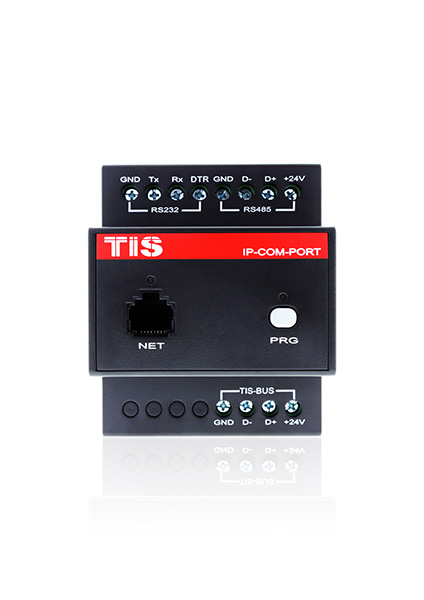 GND Tx Rx DTR GND D- D+ +24V
RS232 RS485
TiS IP-COM-PORT
NET PRG
TIS-BUS
GND D- D+ +24V